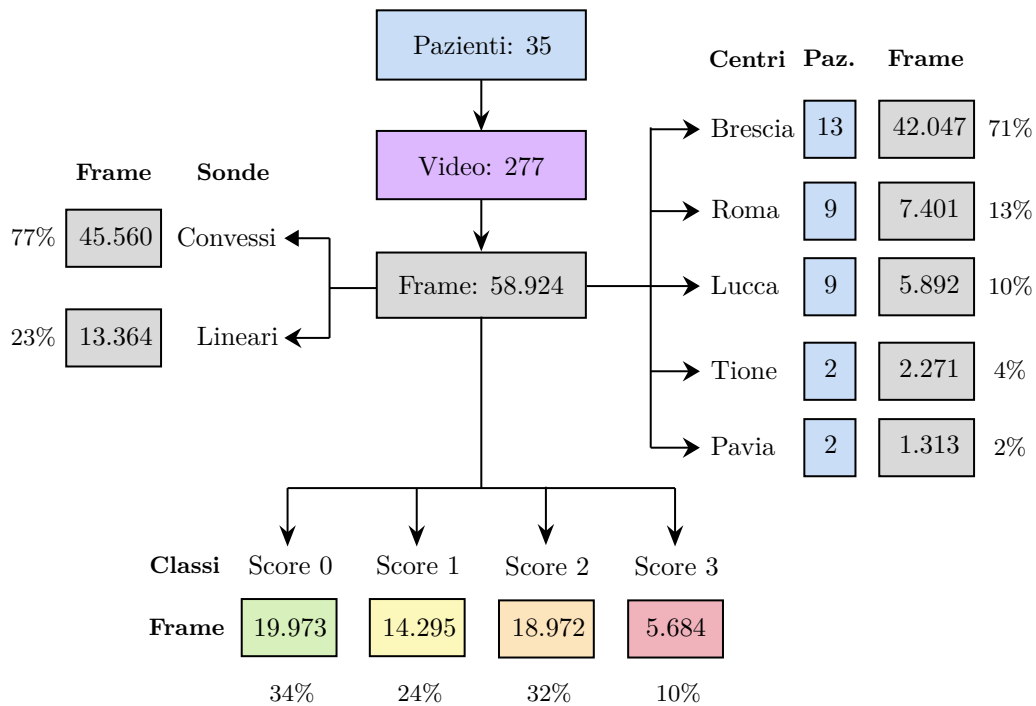 Pazienti: 35
Video: 277
Frame: 58.924
Frame Sonde
77% 45.560 Convessi
23% 13.364 Lineari
Centri Paz. Frame
Brescia 13 42.047 71%
Roma 9 7.401 13%
Lucca 9 5.892 10%
Tione 2 2.271 4%
Pavia 2 1.313 2%
Classi Score 0 Score 1 Score 2 Score 3
Frame 19.973 14.295 18.972 5.684
34% 24% 32% 10%